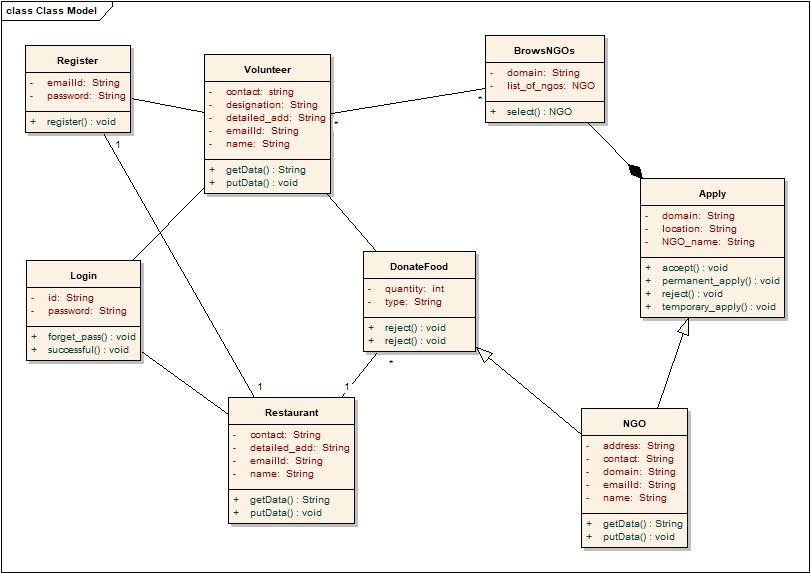 class Class Model
Register
- emailId: String
- password: String
+ register() : void
Volunteer
- contact: string
- designation: String
- detailed_add: String
- emailId: String
- name: String
+ getData() : String
+ putData() : void
BrowsNGOs
- domain: String
- list_of_ngos: NGO
+ select() : NGO
*
*
1
Apply
- domain: String
- location: String
- NGO_name: String
+ accept() : void
+ permanent_apply() : void
+ reject() : void
+ temporary_apply() : void
Login
- id: String
- password: String
+ forget_pass() : void
+ successful() : void
DonateFood
- quantity: int
- type: String
+ reject() : void
+ reject() : void
*
1
1
Restaurant
- contact: String
- detailed_add: String
- emailId: String
- name: String
+ getData() : String
+ putData() : void
NGO
- address: String
- contact: String
- domain: String
- emailId: String
- name: String
+ getData() : String
+ putData() : void